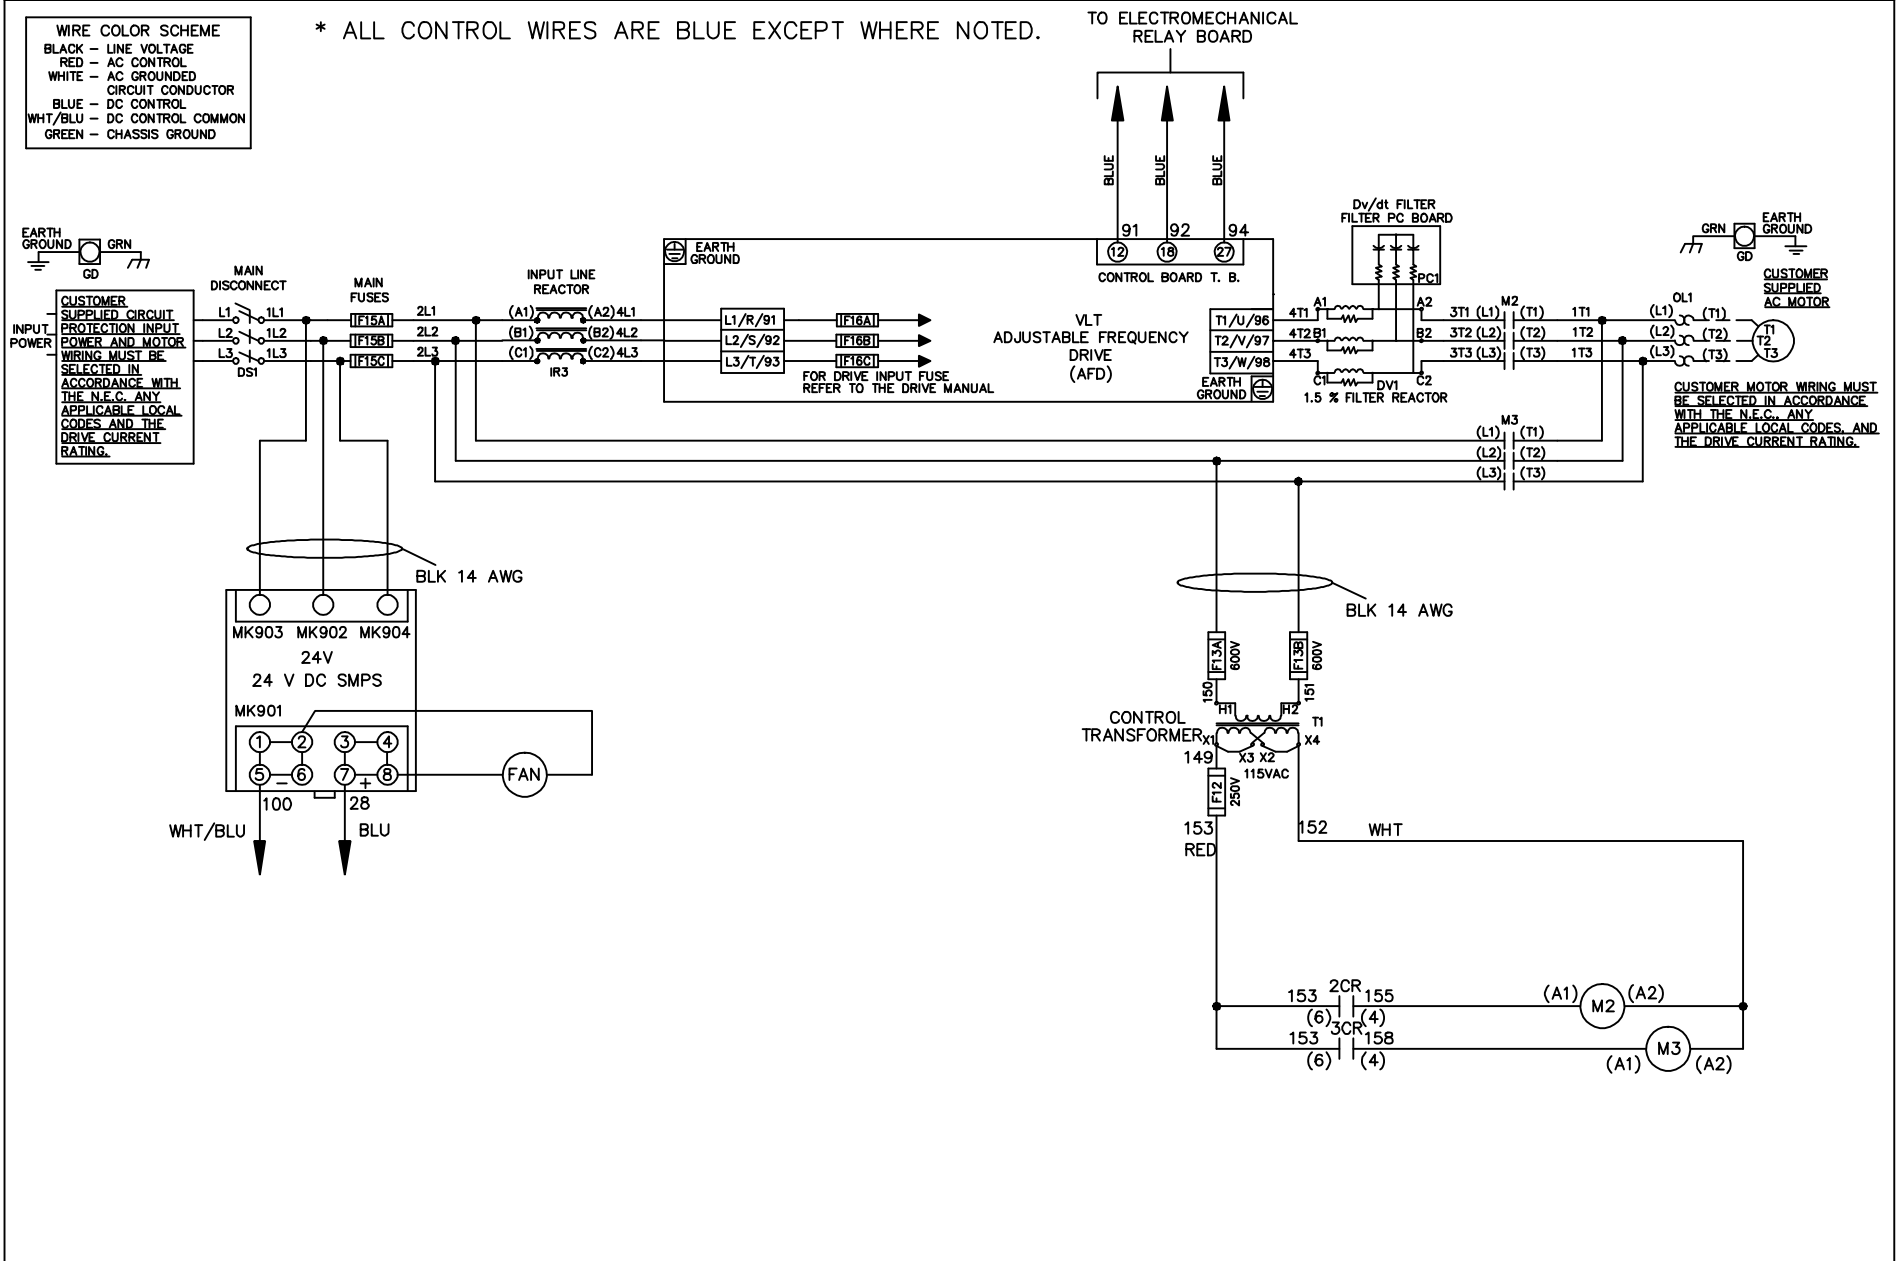 WIRE COLOR SCHEME
BLACK – LINE VOLTAGE
RED – AC CONTROL
WHITE – AC GROUNDED
CIRCUIT CONDUCTOR
BLUE – DC CONTROL
WHT/BLU – DC CONTROL COMMON
GREEN – CHASSIS GROUND
* ALL CONTROL WIRES ARE BLUE EXCEPT WHERE NOTED.
TO ELECTROMECHANICAL
RELAY BOARD
BLUE
BLUE
BLUE
91 92 94
12 18 27
CONTROL BOARD T. B.
EARTH
GROUND
GRN
GD
INPUT
POWER
CUSTOMER
SUPPLIED CIRCUIT
PROTECTION INPUT
POWER AND MOTOR
WIRING MUST BE
SELECTED IN
ACCORDANCE WITH
THE N.E.C. ANY
APPLICABLE LOCAL
CODES AND THE
DRIVE CURRENT
RATING.
MAIN
DISCONNECT
L1 1L1
L2 1L2
L3 1L3
DS1
MAIN
FUSES
F15A
F15B
F15C
2L1
2L2
2L3
INPUT LINE
REACTOR
(A1) (A2) 4L1
(B1) (B2) 4L2
(C1) (C2) 4L3
IR3
EARTH
GROUND
L1/R/91
L2/S/92
L3/T/93
F16A
F16B
F16C
FOR DRIVE INPUT FUSE
REFER TO THE DRIVE MANUAL
VLT
ADJUSTABLE FREQUENCY
DRIVE
(AFD)
T1/U/96
T2/V/97
T3/W/98
EARTH
GROUND
4T1
4T2
4T3
Dv/dt FILTER
FILTER PC BOARD
PC1
A1 A2
B1 B2
C1 C2
DV1
1.5 % FILTER REACTOR
M2
3T1 (L1) (T1) 1T1
3T2 (L2) (T2) 1T2
3T3 (L3) (T3) 1T3
OL1
(L1) (T1)
(L2) (T2)
(L3) (T3)
T1
T2
T3
GRN
EARTH
GROUND
GD
CUSTOMER
SUPPLIED
AC MOTOR
CUSTOMER MOTOR WIRING MUST
BE SELECTED IN ACCORDANCE
WITH THE N.E.C., ANY
APPLICABLE LOCAL CODES, AND
THE DRIVE CURRENT RATING.
M3
(L1) (T1)
(L2) (T2)
(L3) (T3)
BLK 14 AWG
MK903 MK902 MK904
24V
24 V DC SMPS
MK901
1 2 3 4
5 6 7 8
– +
FAN
100 28
WHT/BLU BLU
BLK 14 AWG
F13A 600V
F13B 600V
150 151
H1 H2
CONTROL
TRANSFORMER
T1
X1 X3 X2 X4
115VAC
149
F12 250V
153
RED
152 WHT
2CR
153 155
(6) (4)
(A1) M2 (A2)
3CR
153 158
(6) (4)
(A1) M3 (A2)